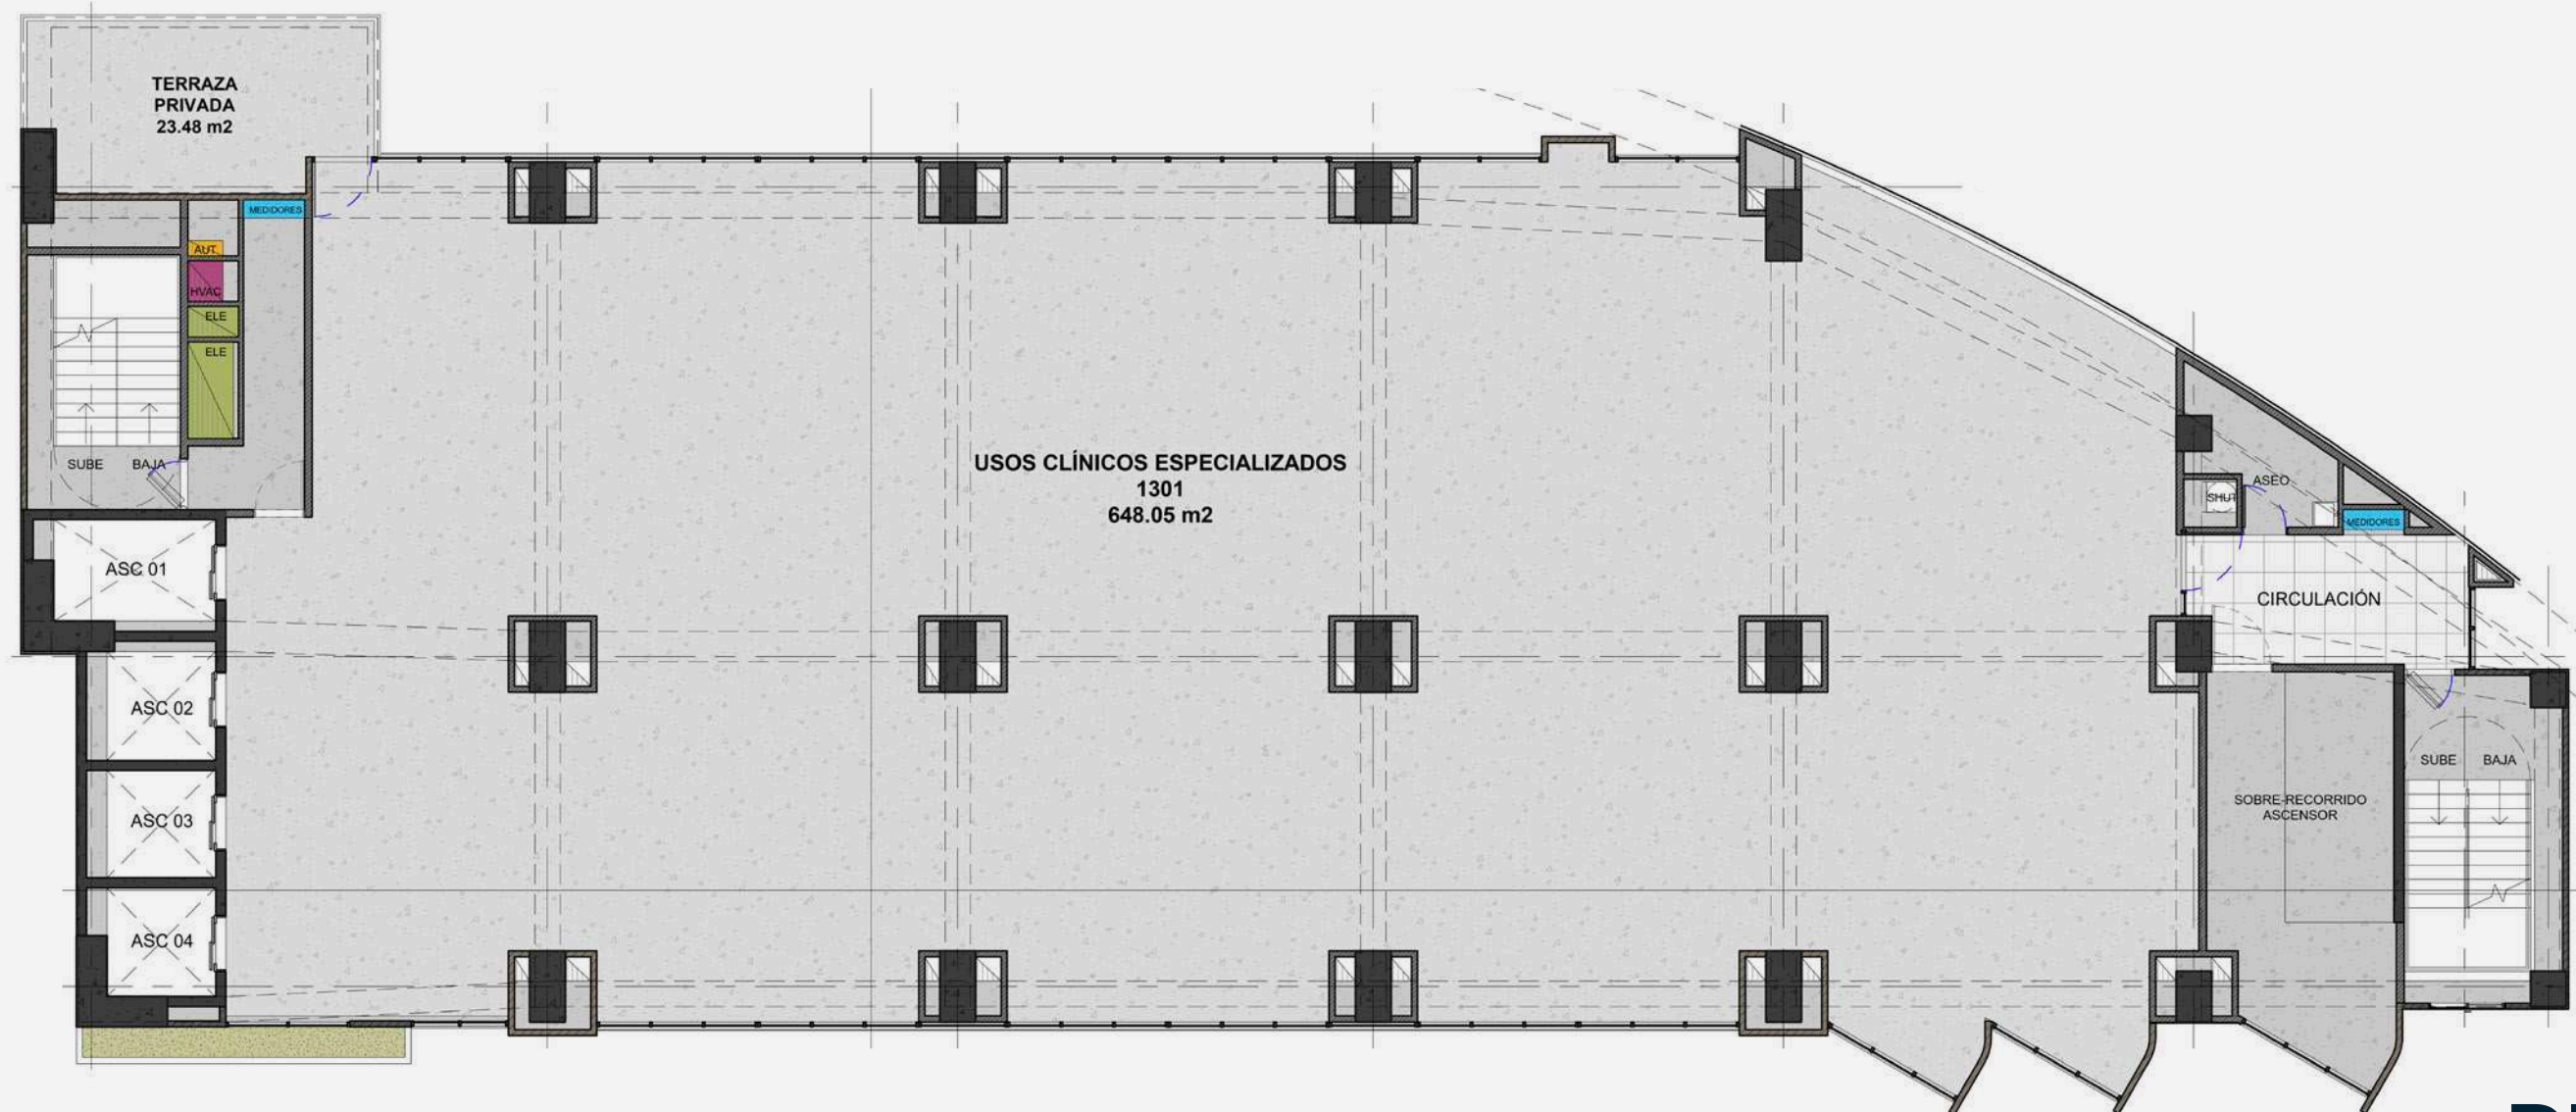 TERRAZA
PRIVADA
23.48 m2
MEDIDORES
AUT.
HVAC
ELE
ELE
SUBE BAJA
ASC 01
ASC 02
ASC 03
ASC 04
USOS CLÍNICOS ESPECIALIZADOS
1301
648.05 m2
ASEO
SHUT
MEDIDORES
CIRCULACIÓN
SUBE BAJA
SOBRE-RECORRIDO
ASCENSOR